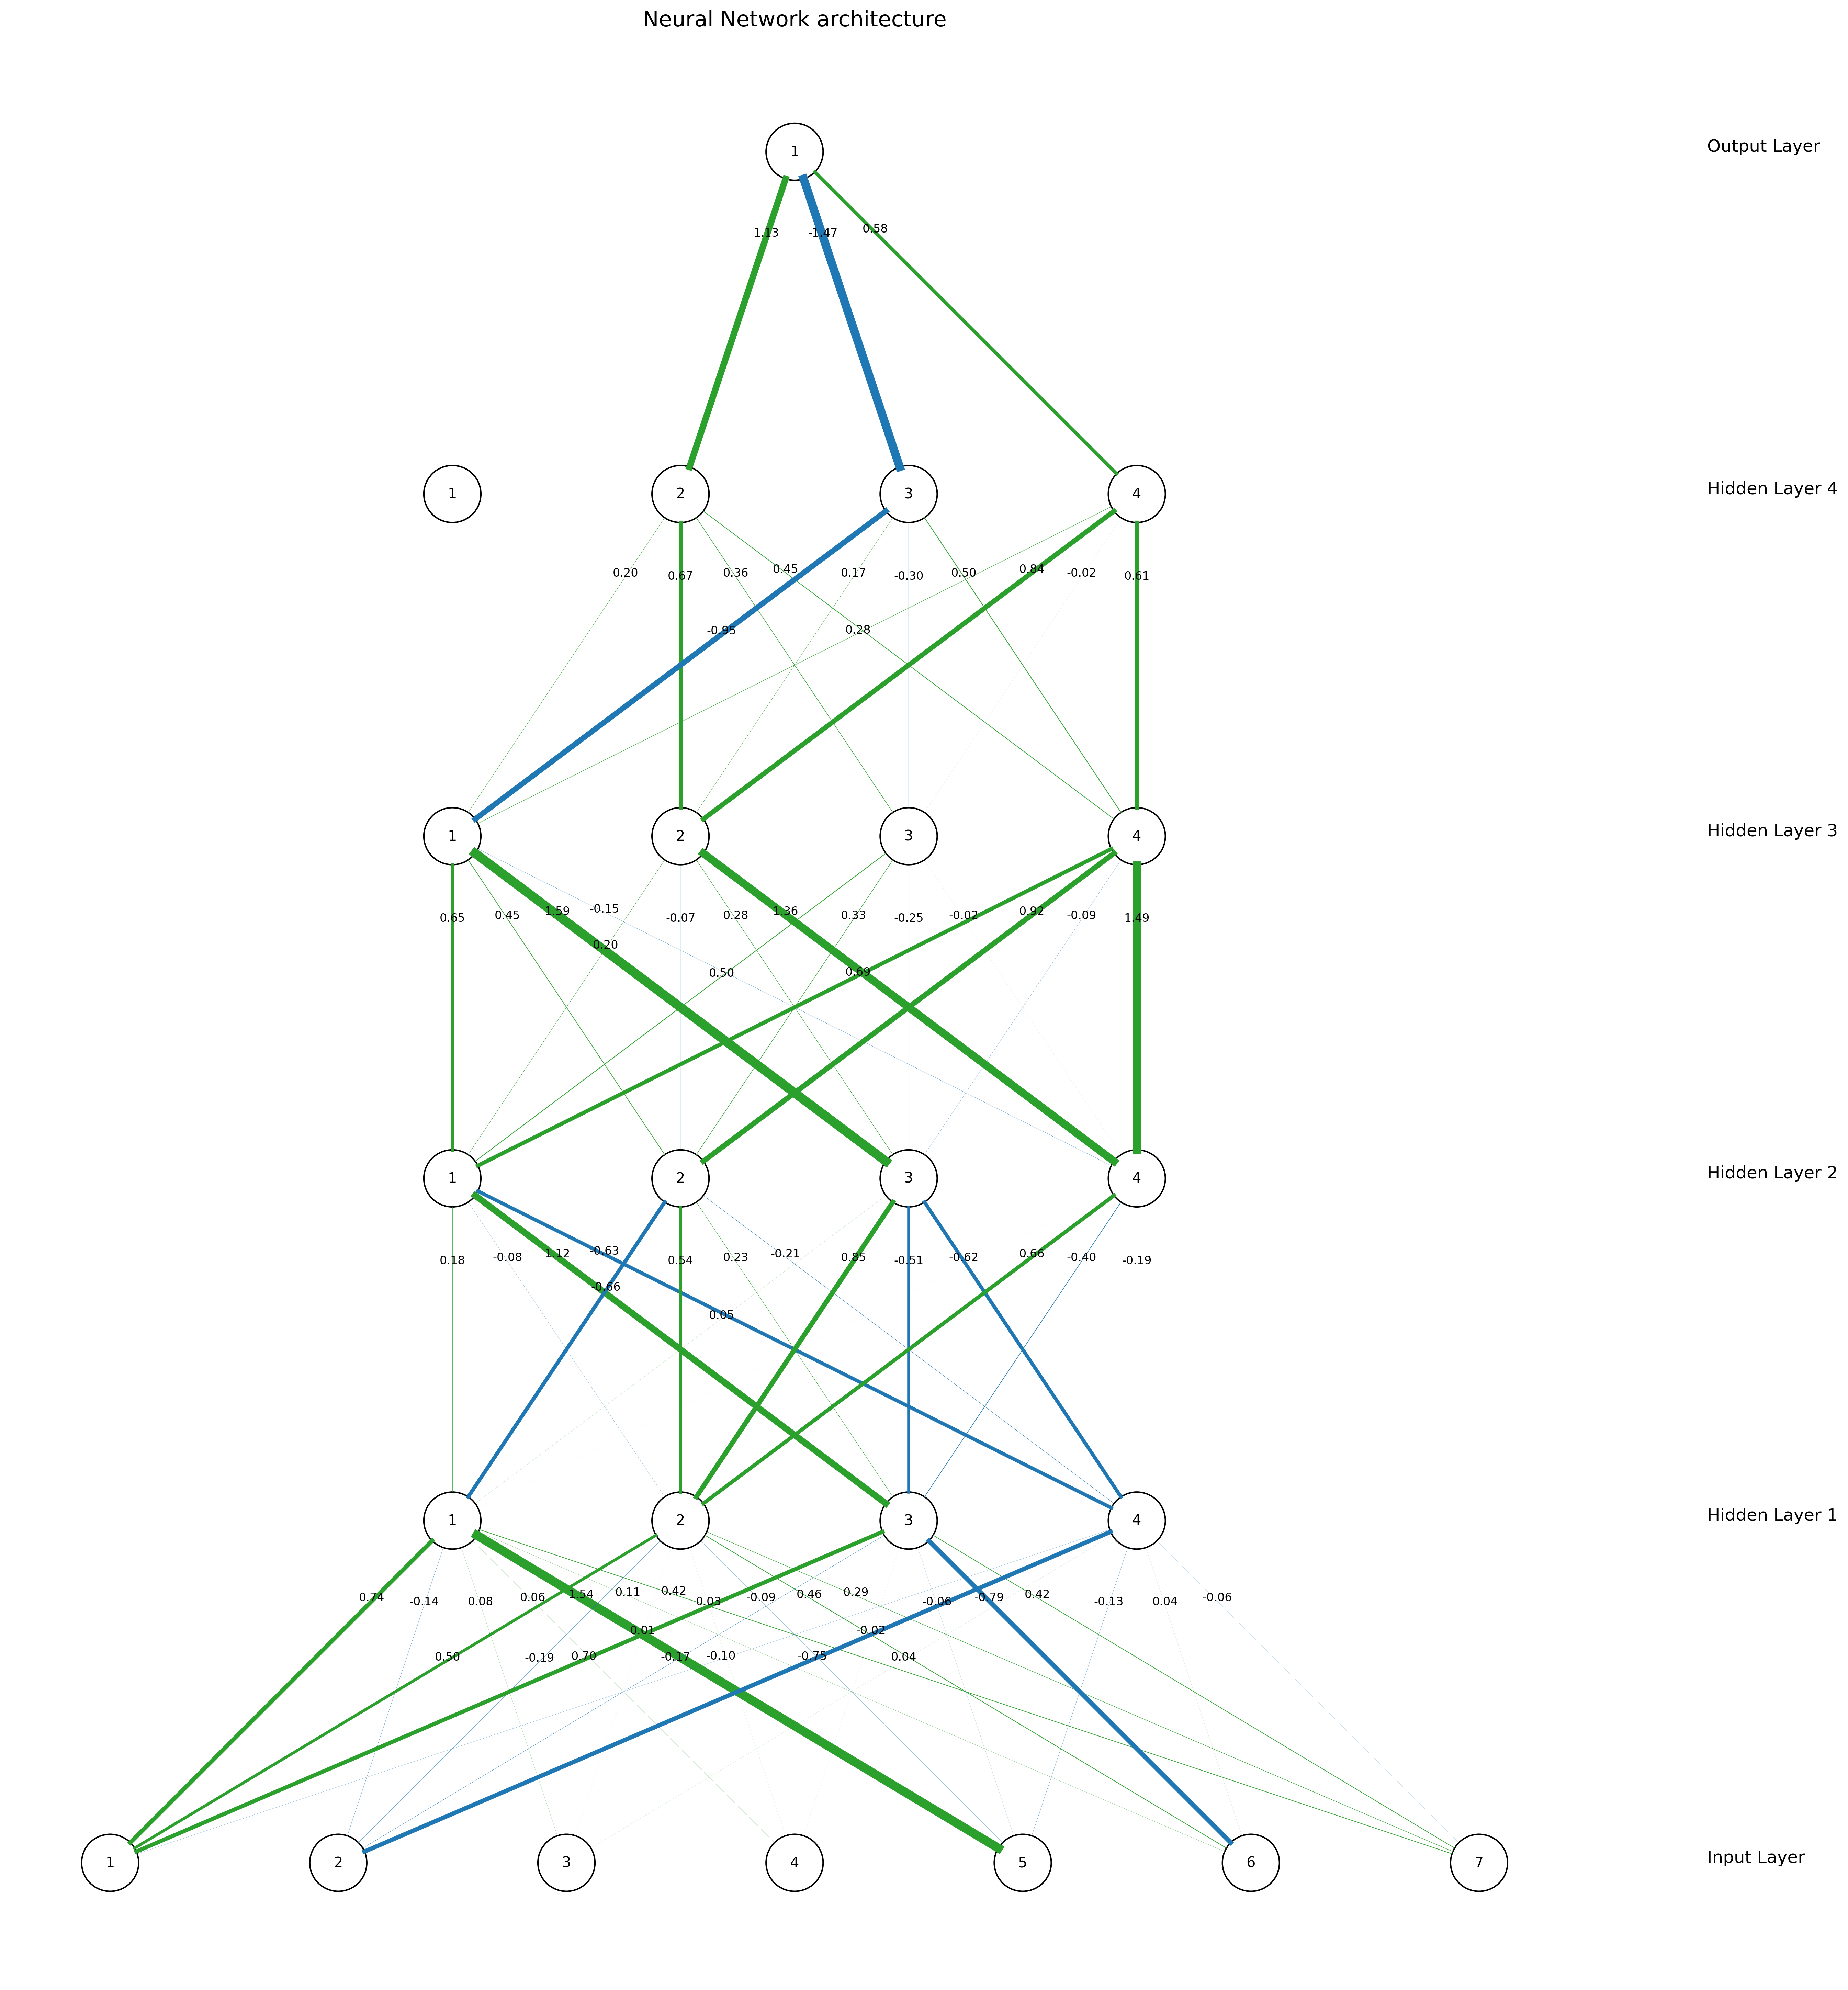 Neural Network architecture
1
Output Layer
1.13 -1.47 0.58
1 2 3 4
Hidden Layer 4
0.20 0.67 0.36 0.45 0.17 -0.30 0.50 0.84 -0.02 0.61
-0.95 0.28
1 2 3 4
Hidden Layer 3
0.65 0.45 1.59 -0.15 -0.07 0.28 1.36 0.33 -0.25 -0.02 0.92 -0.09 1.49
0.20
0.50 0.69
1 2 3 4
Hidden Layer 2
0.18 -0.08 1.12 -0.63 0.54 0.23 -0.21 0.85 -0.51 -0.62 0.66 -0.40 -0.19
-0.66
0.05
1 2 3 4
Hidden Layer 1
0.74 -0.14 0.08 0.06 1.54 0.11 0.42 0.03 -0.09 0.46 0.29 -0.06 -0.79 0.42 -0.13 0.04 -0.06
0.01 -0.02
0.50 -0.19 0.70 -0.17 -0.10 -0.75 0.04
1 2 3 4 5 6 7
Input Layer